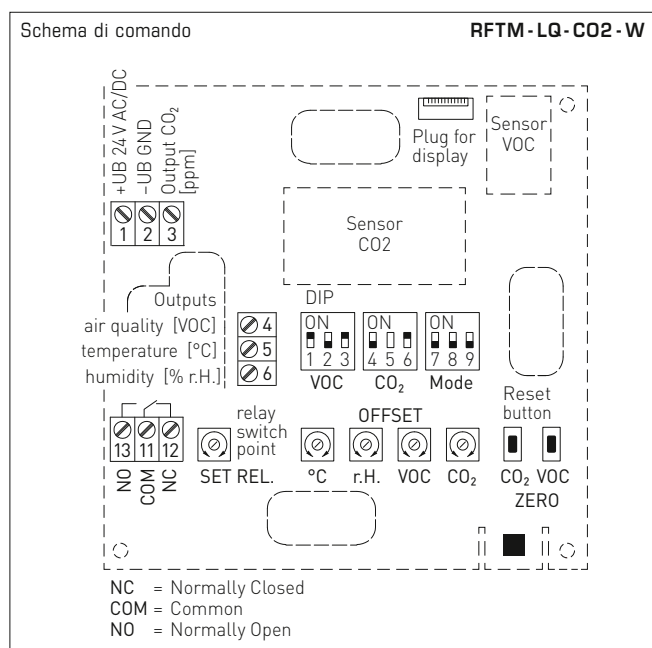 Schema di comando RFTM-LQ-CO2-W
+UB 24V AC/DC
–UB GND
Output CO₂
[ppm]
1 2 3
Plug for
display
Sensor
VOC
Sensor
CO2
Outputs
air quality [VOC] 4
temperature [°C] 5
humidity [% r.H.] 6
DIP
ON ON ON
1 2 3 4 5 6 7 8 9
VOC CO₂ Mode
13 11 12
NO COM NC
relay
switch
point
SET REL.
OFFSET
°C r.H. VOC CO₂
Reset
button
CO₂ VOC
ZERO
NC = Normally Closed
COM = Common
NO = Normally Open